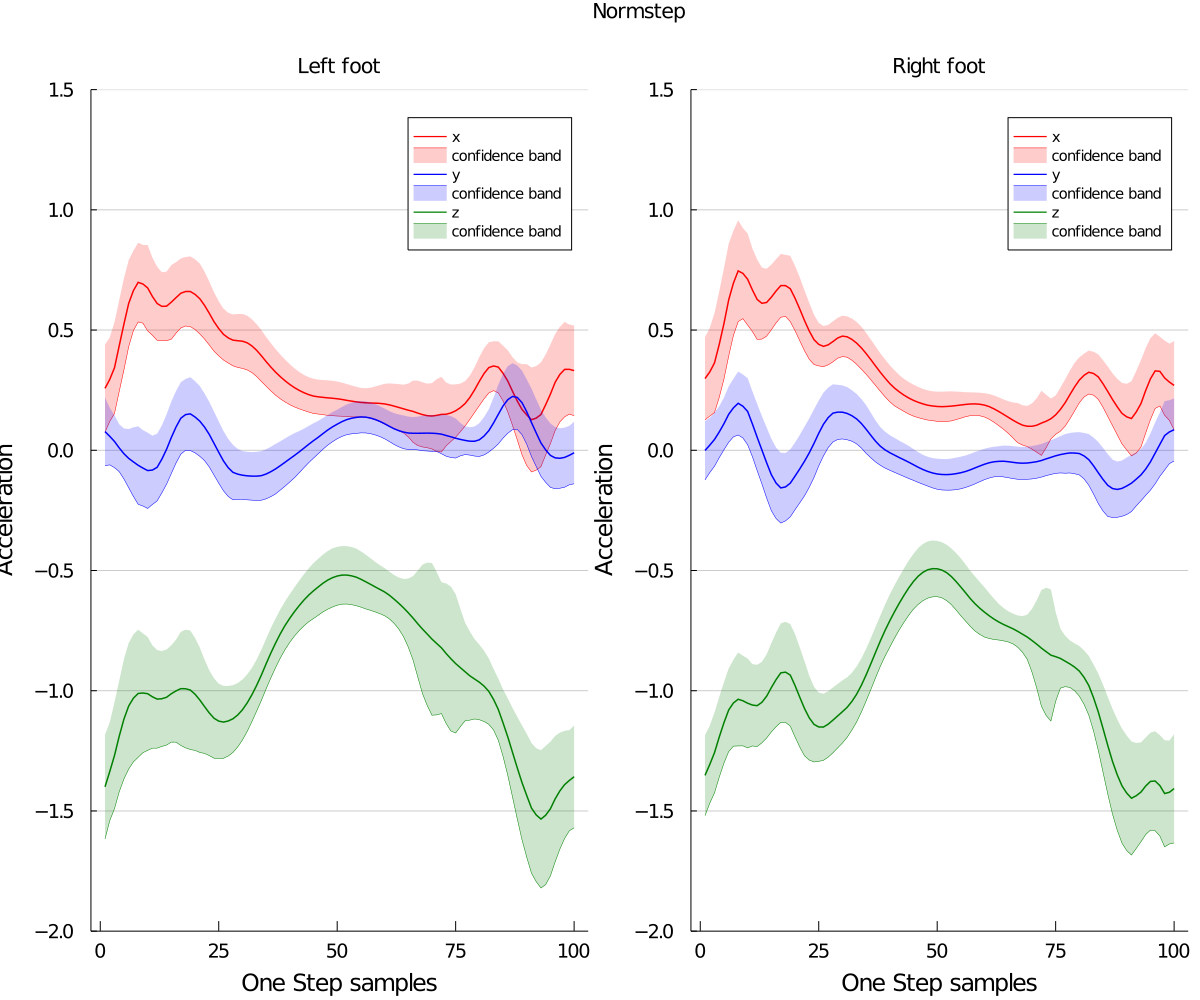 Normstep
Left foot
1.5
1.0
0.5
0.0
−0.5
−1.0
−1.5
−2.0
Acceleration
x
confidence band
y
confidence band
z
confidence band
0 25 50 75 100
One Step samples
Right foot
1.5
1.0
0.5
0.0
−0.5
−1.0
−1.5
−2.0
Acceleration
x
confidence band
y
confidence band
z
confidence band
0 25 50 75 100
One Step samples